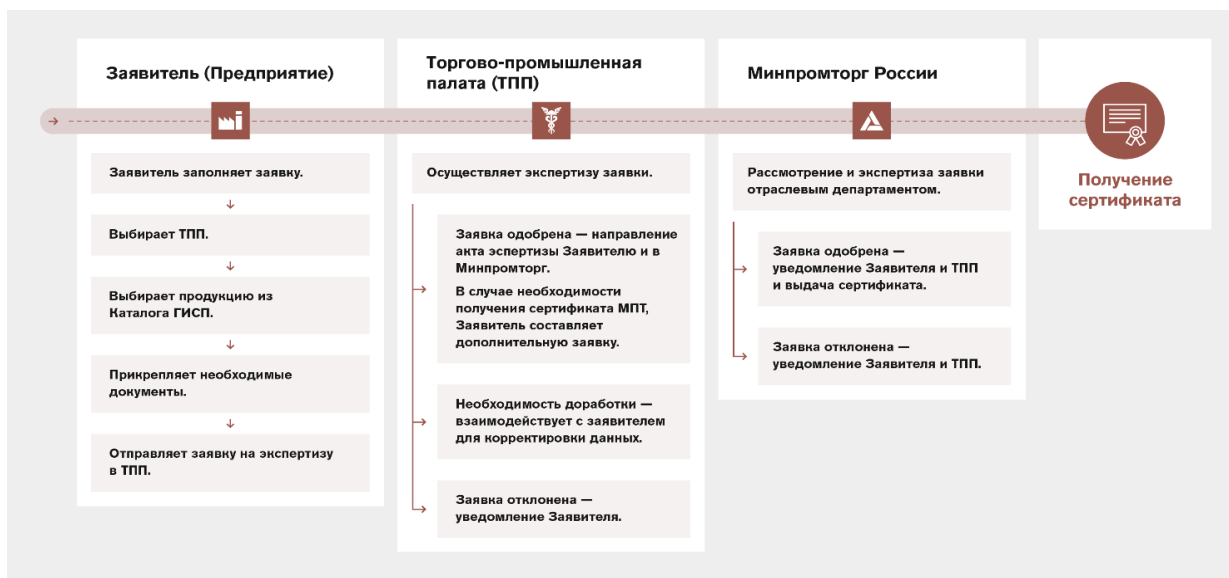 Заявитель (Предприятие)
Заявитель заполняет заявку.
Выбирает ТПП.
Выбирает продукцию из
Каталога ГИСП.
Прикрепляет необходимые
документы.
Отправляет заявку на экспертизу
в ТПП.
Торгово-промышленная
палата (ТПП)
Осуществляет экспертизу заявки.
Заявка одобрена — направление
акта эспертизы Заявителю и в
Минпромторг.
В случае необходимости
получения сертификата МПТ,
Заявитель составляет
дополнительную заявку.
Необходимость доработки —
взаимодействует с заявителем
для корректировки данных.
Заявка отклонена —
уведомление Заявителя.
Минпромторг России
Рассмотрение и экспертиза заявки
отраслевым департаментом.
Заявка одобрена —
уведомление Заявителя и ТПП
и выдача сертификата.
Заявка отклонена —
уведомление Заявителя и ТПП.
Получение
сертификата